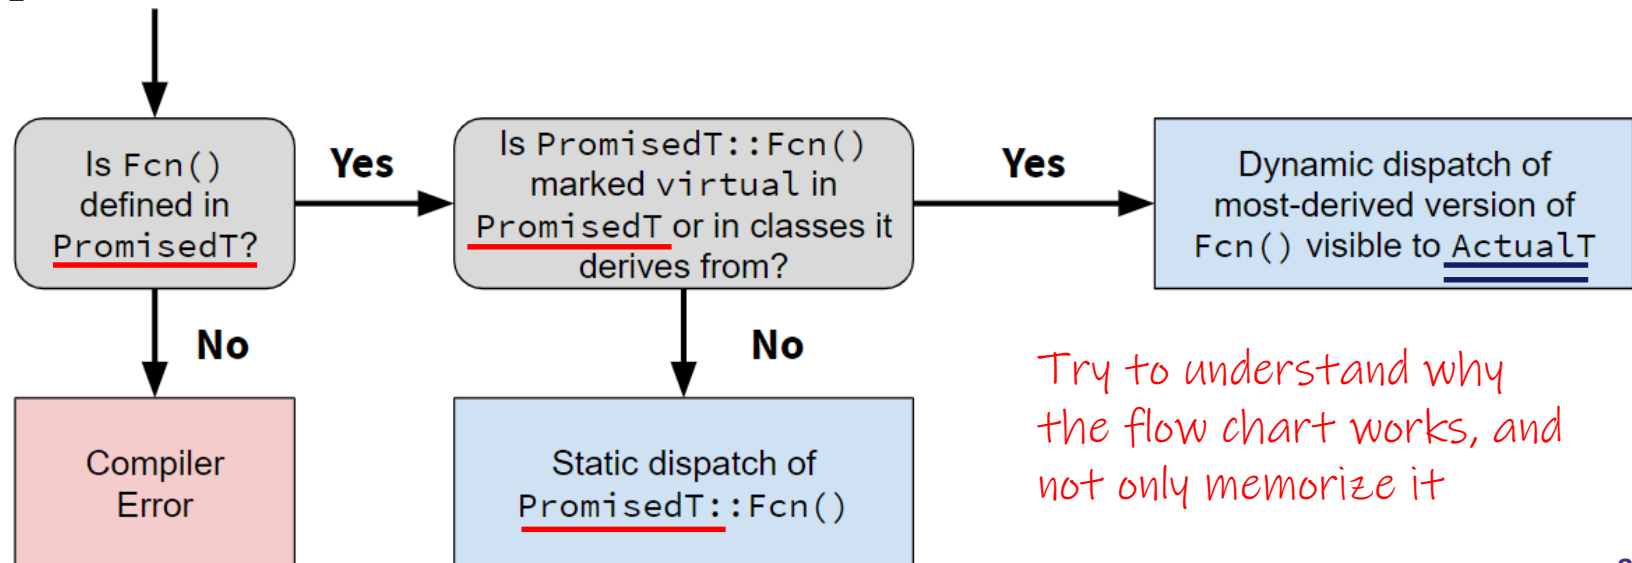 Is Fcn()
defined in
PromisedT?
Yes
Is PromisedT::Fcn()
marked virtual in
PromisedT or in classes it
derives from?
Yes
Dynamic dispatch of
most-derived version of
Fcn() visible to ActualT
No
No
Compiler
Error
Static dispatch of
PromisedT::Fcn()
Try to understand why
the flow chart works, and
not only memorize it